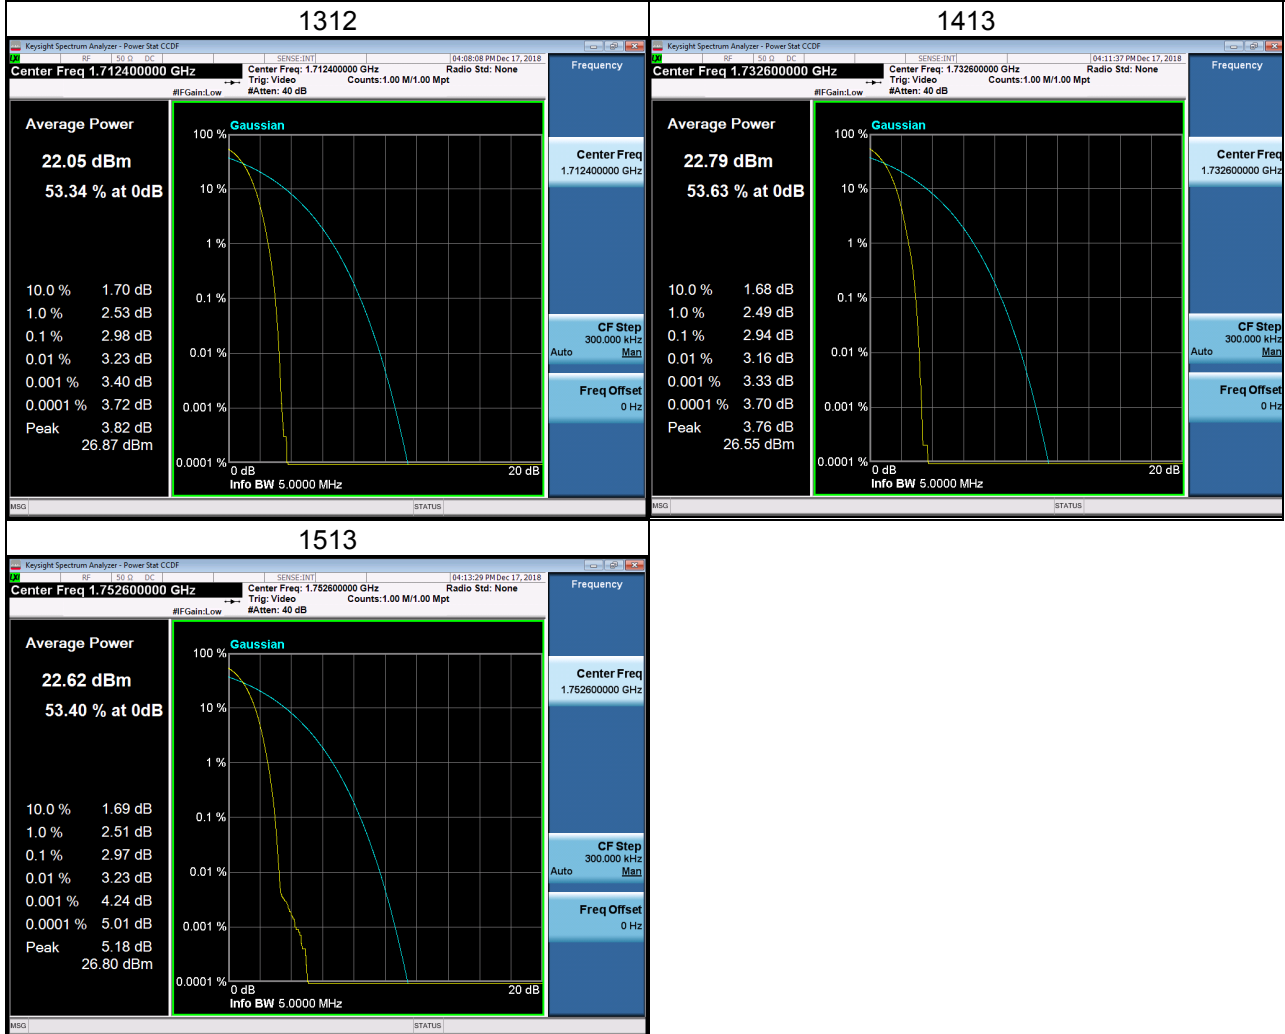 1312
Keysight Spectrum Analyzer - Power Stat CCDF
LXI RF 50 Ω DC SENSE:INT 04:08:08 PM Dec 17, 2018
Center Freq 1.712400000 GHz
Center Freq: 1.712400000 GHz Radio Std: None
Trig: Video Counts:1.00 M/1.00 Mpt
#IFGain:Low #Atten: 40 dB
Frequency
Average Power
22.05 dBm
53.34 % at 0dB
10.0 % 1.70 dB
1.0 % 2.53 dB
0.1 % 2.98 dB
0.01 % 3.23 dB
0.001 % 3.40 dB
0.0001 % 3.72 dB
Peak 3.82 dB
26.87 dBm
Gaussian
100 %
10 %
1 %
0.1 %
0.01 %
0.001 %
0.0001 %
0 dB 20 dB
Info BW 5.0000 MHz
Center Freq
1.712400000 GHz
CF Step
300.000 kHz
Auto Man
Freq Offset
0 Hz
MSG STATUS
1413
Keysight Spectrum Analyzer - Power Stat CCDF
LXI RF 50 Ω DC SENSE:INT 04:11:37 PM Dec 17, 2018
Center Freq 1.732600000 GHz
Center Freq: 1.732600000 GHz Radio Std: None
Trig: Video Counts:1.00 M/1.00 Mpt
#IFGain:Low #Atten: 40 dB
Frequency
Average Power
22.79 dBm
53.63 % at 0dB
10.0 % 1.68 dB
1.0 % 2.49 dB
0.1 % 2.94 dB
0.01 % 3.16 dB
0.001 % 3.33 dB
0.0001 % 3.70 dB
Peak 3.76 dB
26.55 dBm
Gaussian
100 %
10 %
1 %
0.1 %
0.01 %
0.001 %
0.0001 %
0 dB 20 dB
Info BW 5.0000 MHz
Center Freq
1.732600000 GHz
CF Step
300.000 kHz
Auto Man
Freq Offset
0 Hz
MSG STATUS
1513
Keysight Spectrum Analyzer - Power Stat CCDF
LXI RF 50 Ω DC SENSE:INT 04:13:29 PM Dec 17, 2018
Center Freq 1.752600000 GHz
Center Freq: 1.752600000 GHz Radio Std: None
Trig: Video Counts:1.00 M/1.00 Mpt
#IFGain:Low #Atten: 40 dB
Frequency
Average Power
22.62 dBm
53.40 % at 0dB
10.0 % 1.69 dB
1.0 % 2.51 dB
0.1 % 2.97 dB
0.01 % 3.23 dB
0.001 % 4.24 dB
0.0001 % 5.01 dB
Peak 5.18 dB
26.80 dBm
Gaussian
100 %
10 %
1 %
0.1 %
0.01 %
0.001 %
0.0001 %
0 dB 20 dB
Info BW 5.0000 MHz
Center Freq
1.752600000 GHz
CF Step
300.000 kHz
Auto Man
Freq Offset
0 Hz
MSG STATUS